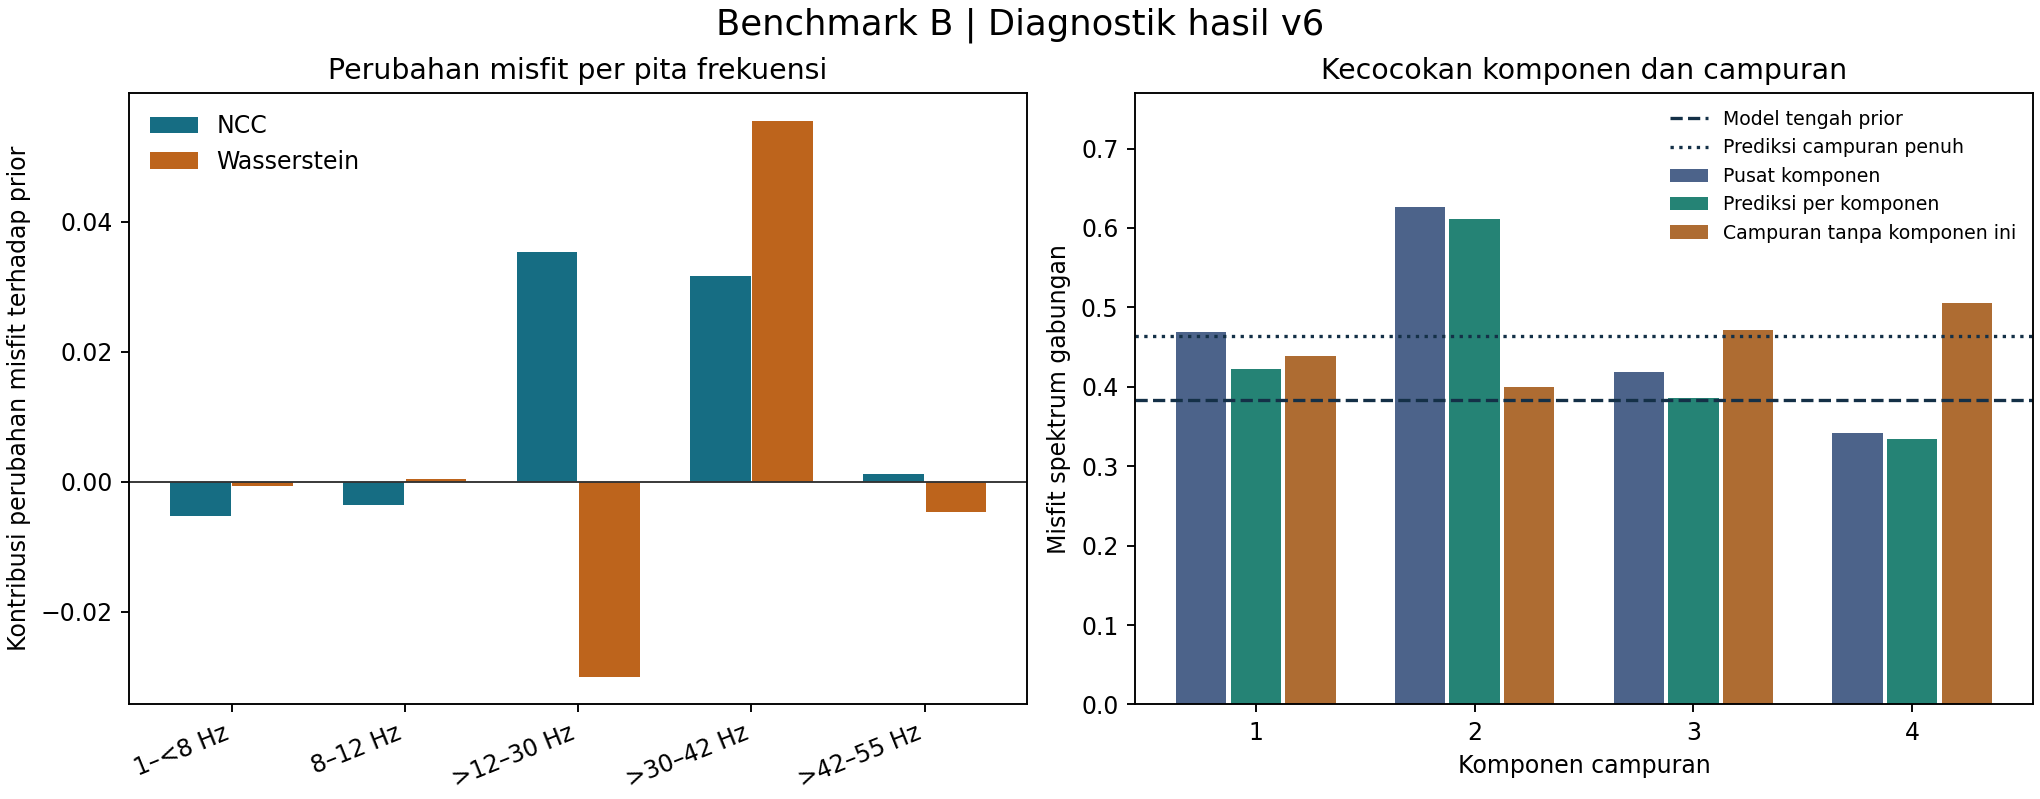 Benchmark B | Diagnostik hasil v6
Perubahan misfit per pita frekuensi
Kontribusi perubahan misfit terhadap prior
NCC
Wasserstein
0.04
0.02
0.00
−0.02
1–<8 Hz
8–12 Hz
>12–30 Hz
>30–42 Hz
>42–55 Hz
Kecocokan komponen dan campuran
Misfit spektrum gabungan
Model tengah prior
Prediksi campuran penuh
Pusat komponen
Prediksi per komponen
Campuran tanpa komponen ini
0.7
0.6
0.5
0.4
0.3
0.2
0.1
0.0
1
2
3
4
Komponen campuran